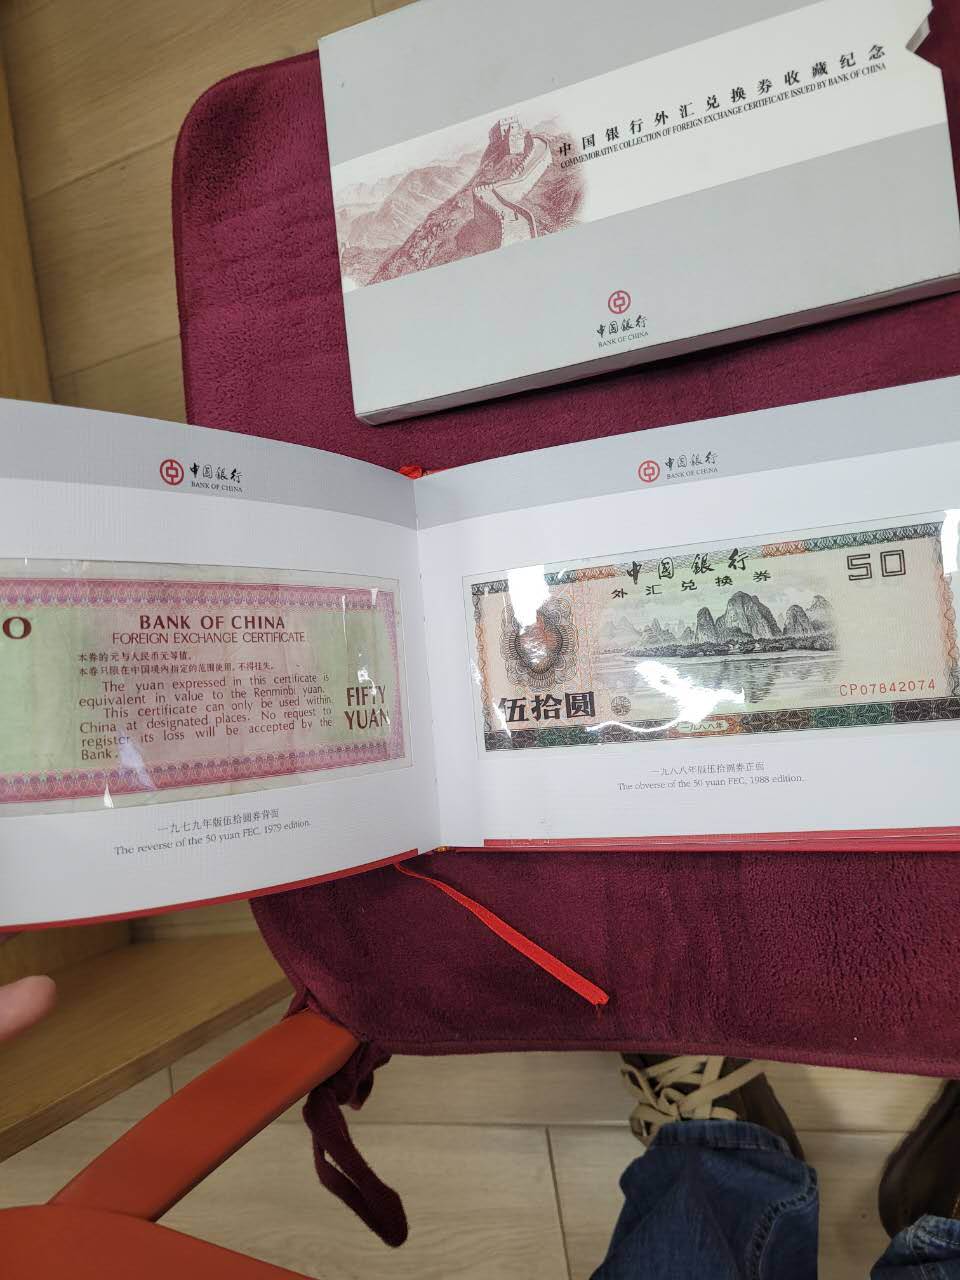 中国银行外汇兑换券收藏纪念
COMMEMORATIVE COLLECTION OF FOREIGN EXCHANGE CERTIFICATE ISSUED BY BANK OF CHINA
中国銀行
BANK OF CHINA
中国銀行
BANK OF CHINA
O
BANK OF CHINA
FOREIGN EXCHANGE CERTIFICATE
本券的元与人民币元等值。
本券只限在中国境内指定的范围使用,不得挂失。
The yuan expressed in this certificate is
equivalent in value to the Renminbi yuan.
This certificate can only be used within
China at designated places. No request to
register its loss will be accepted by the
Bank.
FIFTY
YUAN
一九七九年版伍拾圆券背面
The reverse of the 50 yuan FEC, 1979 edition.
中国銀行
BANK OF CHINA
中国銀行
外汇兑换券
50
伍拾圆
CP07842074
一九八八年
一九八八年版伍拾圆券正面
The obverse of the 50 yuan FEC, 1988 edition.